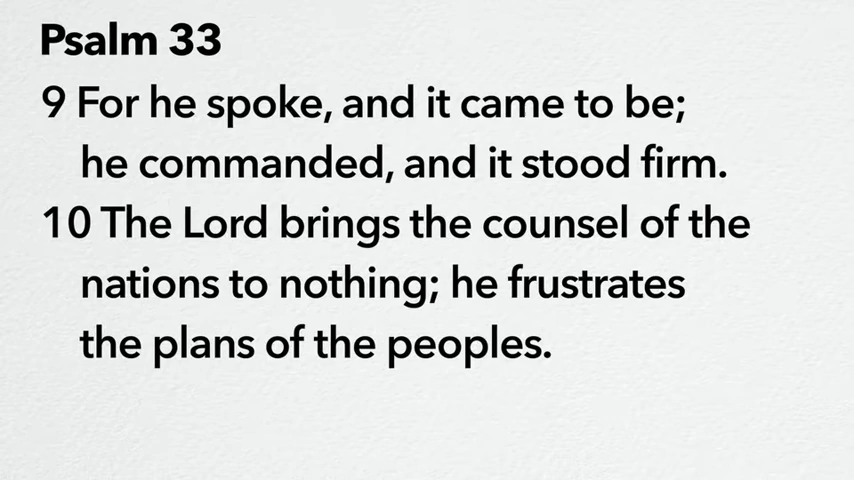 Psalm 33
9 For he spoke, and it came to be;
he commanded, and it stood firm.
10 The Lord brings the counsel of the
nations to nothing; he frustrates
the plans of the peoples.